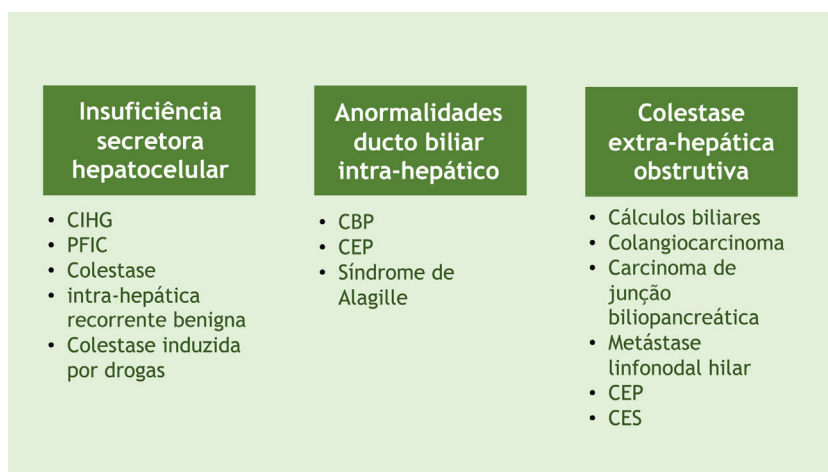 Insuficiência
secretora
hepatocelular
• CIHG
• PFIC
• Colestase
• intra-hepática
recorrente benigna
• Colestase induzida
por drogas
Anormalidades
ducto biliar
intra-hepático
• CBP
• CEP
• Síndrome de
Alagille
Colestase
extra-hepática
obstrutiva
• Cálculos biliares
• Colangiocarcinoma
• Carcinoma de
junção
biliopancreática
• Metástase
linfonodal hilar
• CEP
• CES